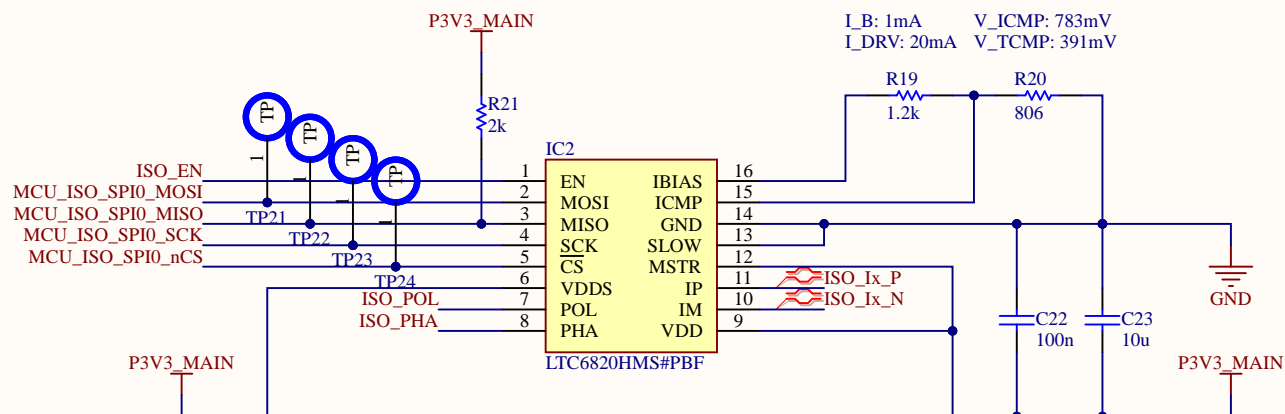 P3V3_MAIN
I_B: 1mA V_ICMP: 783mV
I_DRV: 20mA V_TCMP: 391mV
R19
1.2k
R20
806
R21
2k
TP
TP
TP
TP
1
1
1
1
TP21
TP22
TP23
TP24
IC2
ISO_EN
MCU_ISO_SPI0_MOSI
MCU_ISO_SPI0_MISO
MCU_ISO_SPI0_SCK
MCU_ISO_SPI0_nCS
ISO_POL
ISO_PHA
1 EN IBIAS 16
2 MOSI ICMP 15
3 MISO GND 14
4 SCK SLOW 13
5 CS MSTR 12
6 VDDS IP 11
7 POL IM 10
8 PHA VDD 9
LTC6820HMS#PBF
ISO_Ix_P
ISO_Ix_N
GND
C22
100n
C23
10u
P3V3_MAIN
P3V3_MAIN